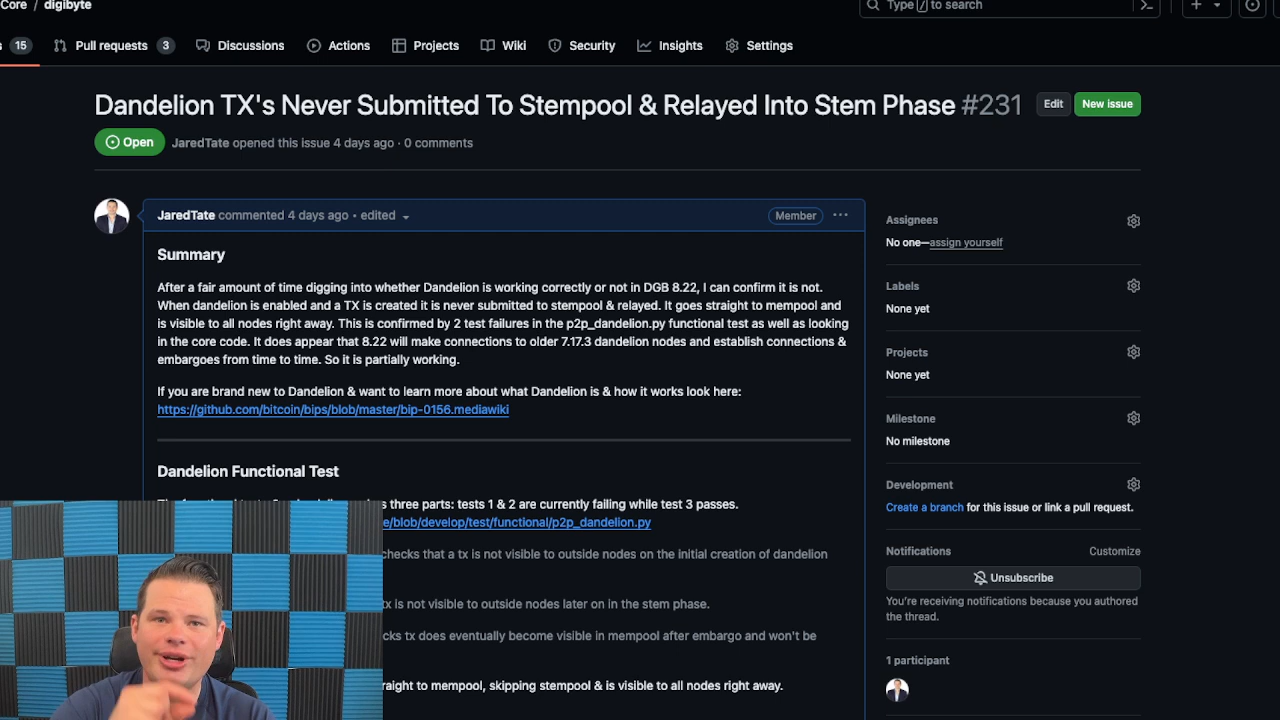 Core / digibyte
Type / to search
s 15 Pull requests 3 Discussions Actions Projects Wiki Security Insights Settings
Dandelion TX's Never Submitted To Stempool & Relayed Into Stem Phase #231
Edit New issue
Open JaredTate opened this issue 4 days ago · 0 comments
JaredTate commented 4 days ago • edited
Member
Summary
After a fair amount of time digging into whether Dandelion is working correctly or not in DGB 8.22, I can confirm it is not.
When dandelion is enabled and a TX is created it is never submitted to stempool & relayed. It goes straight to mempool and
is visible to all nodes right away. This is confirmed by 2 test failures in the p2p_dandelion.py functional test as well as looking
in the core code. It does appear that 8.22 will make connections to older 7.17.3 dandelion nodes and establish connections &
embargoes from time to time. So it is partially working.
If you are brand new to Dandelion & want to learn more about what Dandelion is & how it works look here:
https://github.com/bitcoin/bips/blob/master/bip-0156.mediawiki
Dandelion Functional Test
three parts: tests 1 & 2 are currently failing while test 3 passes.
e/blob/develop/test/functional/p2p_dandelion.py
checks that a tx is not visible to outside nodes on the initial creation of dandelion
tx is not visible to outside nodes later on in the stem phase.
cks tx does eventually become visible in mempool after embargo and won't be
raight to mempool, skipping stempool & is visible to all nodes right away.
Assignees
No one—assign yourself
Labels
None yet
Projects
None yet
Milestone
No milestone
Development
Create a branch for this issue or link a pull request.
Notifications Customize
Unsubscribe
You're receiving notifications because you authored
the thread.
1 participant